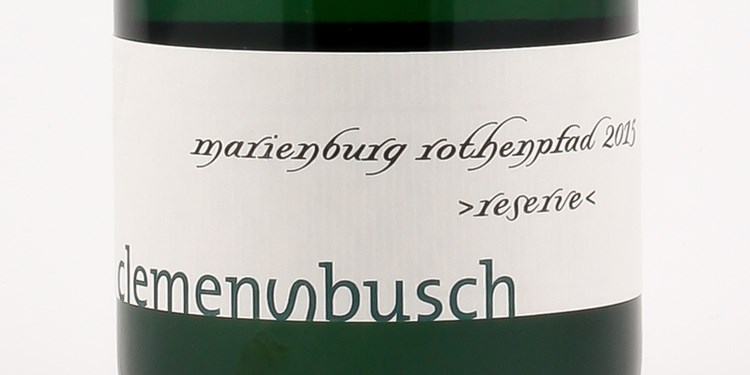 marienburg rothenpfad 2015
>reserve<
clemensbusch